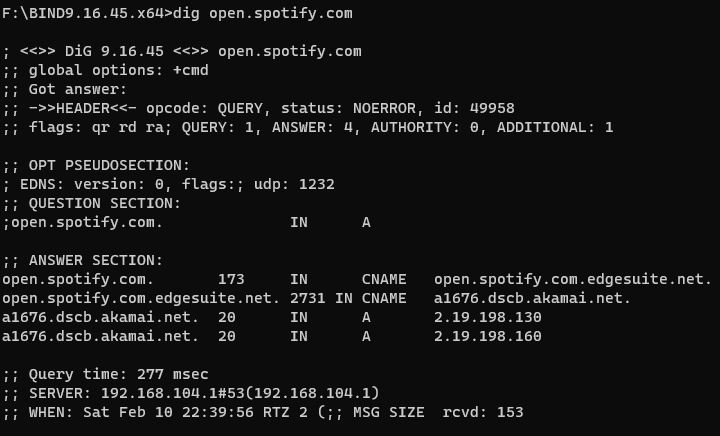 F:\BIND9.16.45.x64>dig open.spotify.com
; <<>> DiG 9.16.45 <<>> open.spotify.com
;; global options: +cmd
;; Got answer:
;; ->>HEADER<<- opcode: QUERY, status: NOERROR, id: 49958
;; flags: qr rd ra; QUERY: 1, ANSWER: 4, AUTHORITY: 0, ADDITIONAL: 1
;; OPT PSEUDOSECTION:
; EDNS: version: 0, flags:; udp: 1232
;; QUESTION SECTION:
;open.spotify.com. IN A
;; ANSWER SECTION:
open.spotify.com. 173 IN CNAME open.spotify.com.edgesuite.net.
open.spotify.com.edgesuite.net. 2731 IN CNAME a1676.dscb.akamai.net.
a1676.dscb.akamai.net. 20 IN A 2.19.198.130
a1676.dscb.akamai.net. 20 IN A 2.19.198.160
;; Query time: 277 msec
;; SERVER: 192.168.104.1#53(192.168.104.1)
;; WHEN: Sat Feb 10 22:39:56 RTZ 2 (;; MSG SIZE rcvd: 153